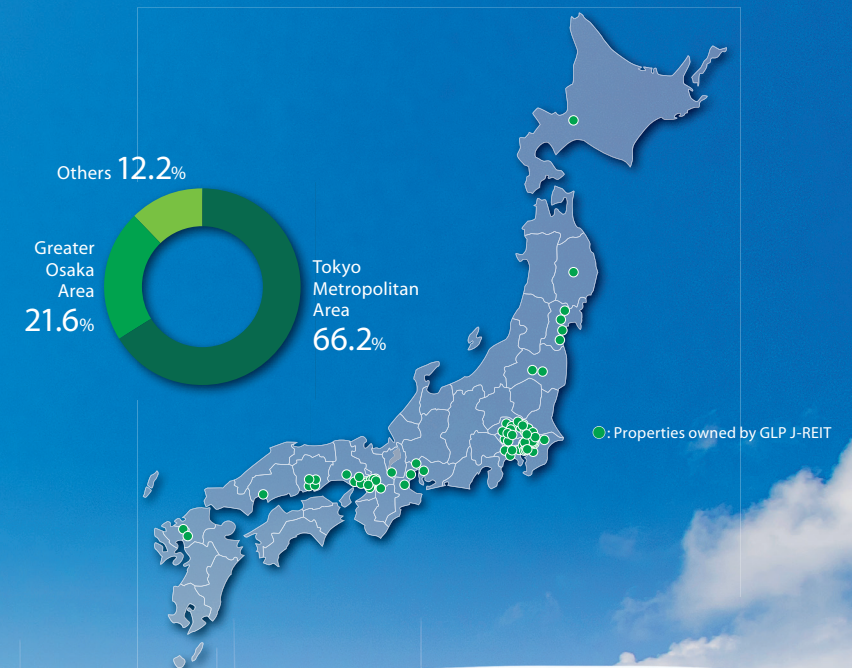 Others 12.2%
Greater
Osaka
Area
21.6%
Tokyo
Metropolitan
Area
66.2%
: Properties owned by GLP J-REIT